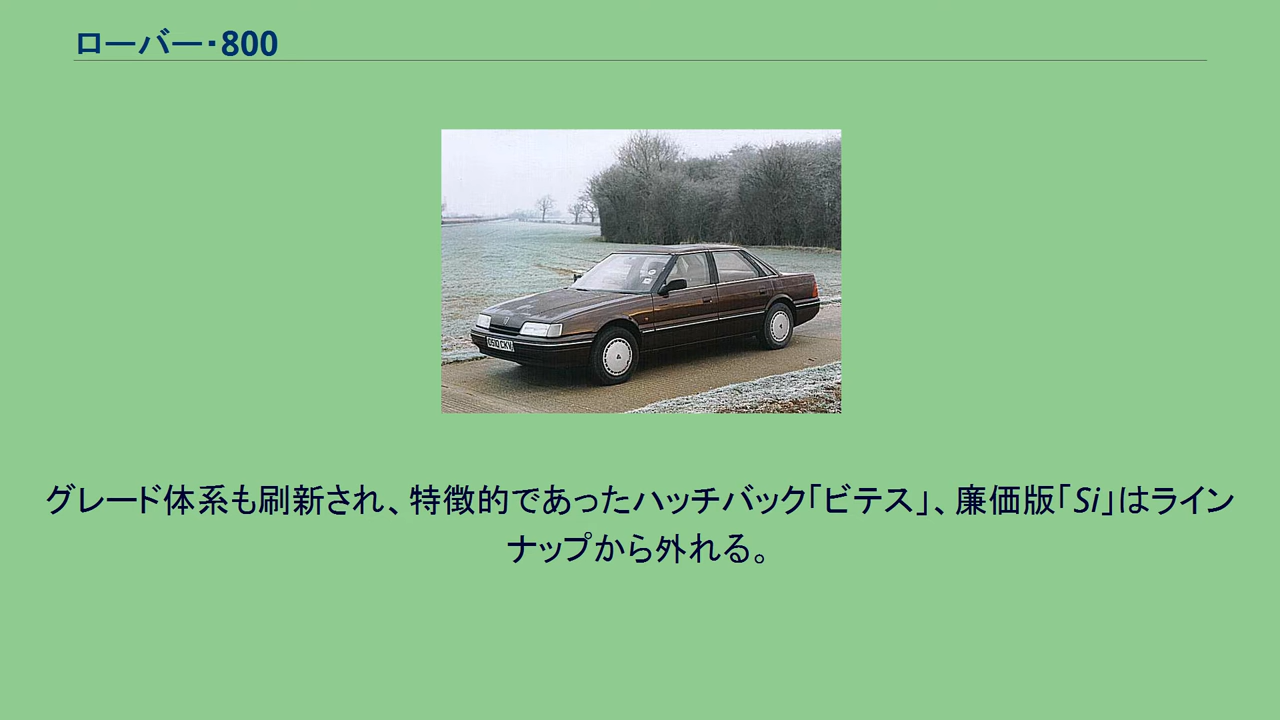 ローバー・800
グレード体系も刷新され、特徴的であったハッチバック「ビテス」、廉価版「Si」はライン
ナップから外れる。